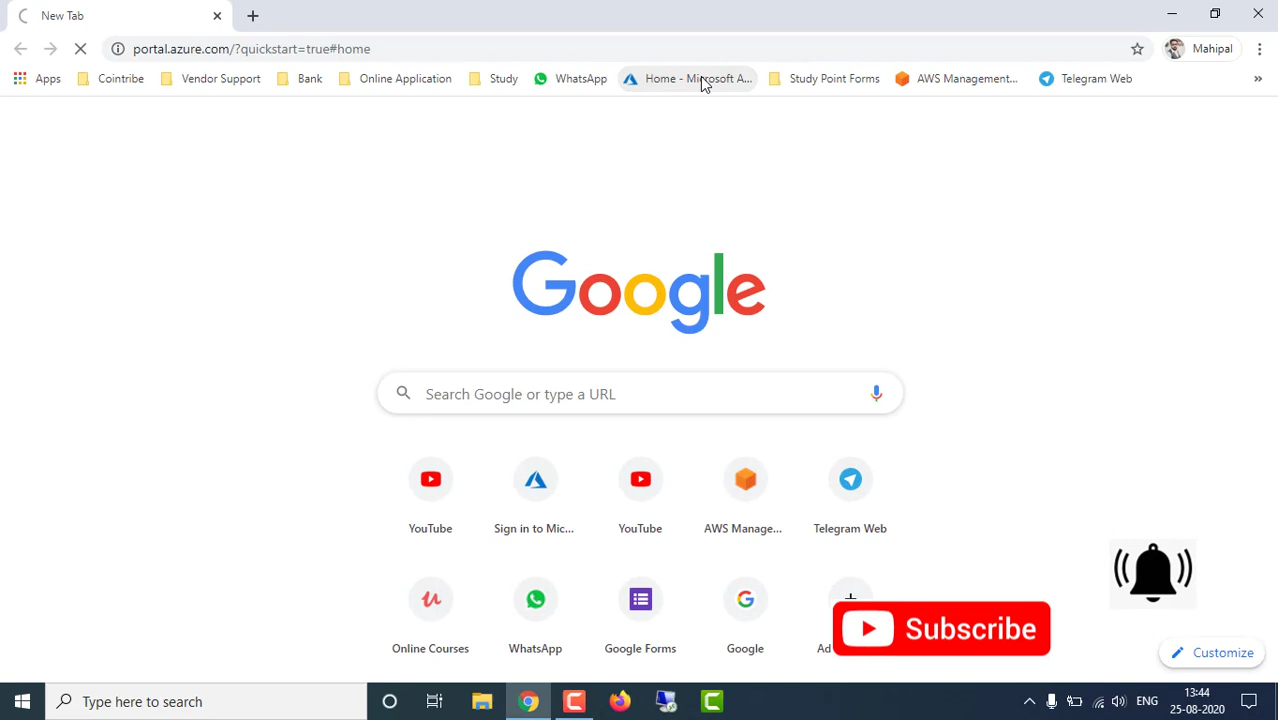 New Tab
portal.azure.com/?quickstart=true#home
Mahipal
Apps Cointribe Vendor Support Bank Online Application Study WhatsApp Home - Microsoft A... Study Point Forms AWS Management... Telegram Web »
Google
Search Google or type a URL
YouTube Sign in to Mic... YouTube AWS Manage... Telegram Web
Online Courses WhatsApp Google Forms Google Ad
Subscribe
Customize
Type here to search
ENG
13:44
25-08-2020